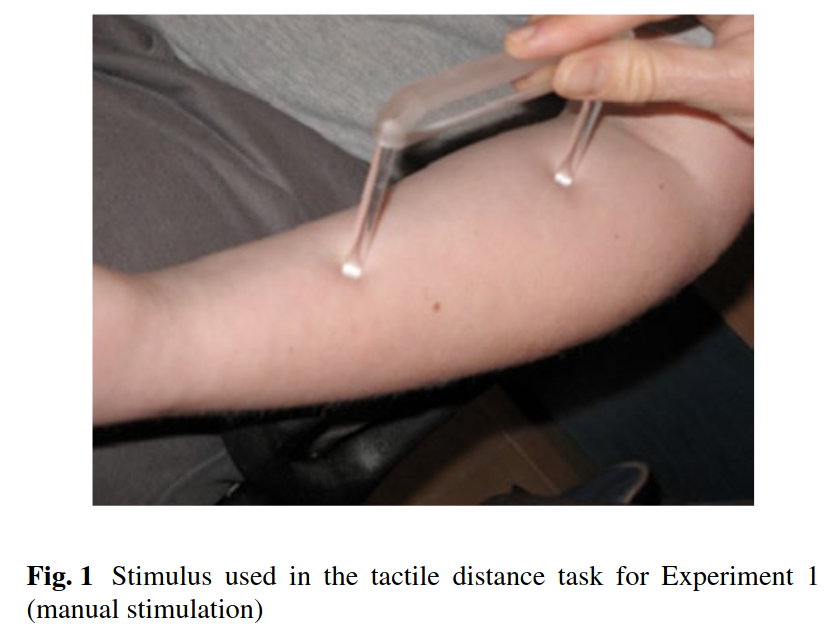 Fig. 1 Stimulus used in the tactile distance task for Experiment 1
(manual stimulation)